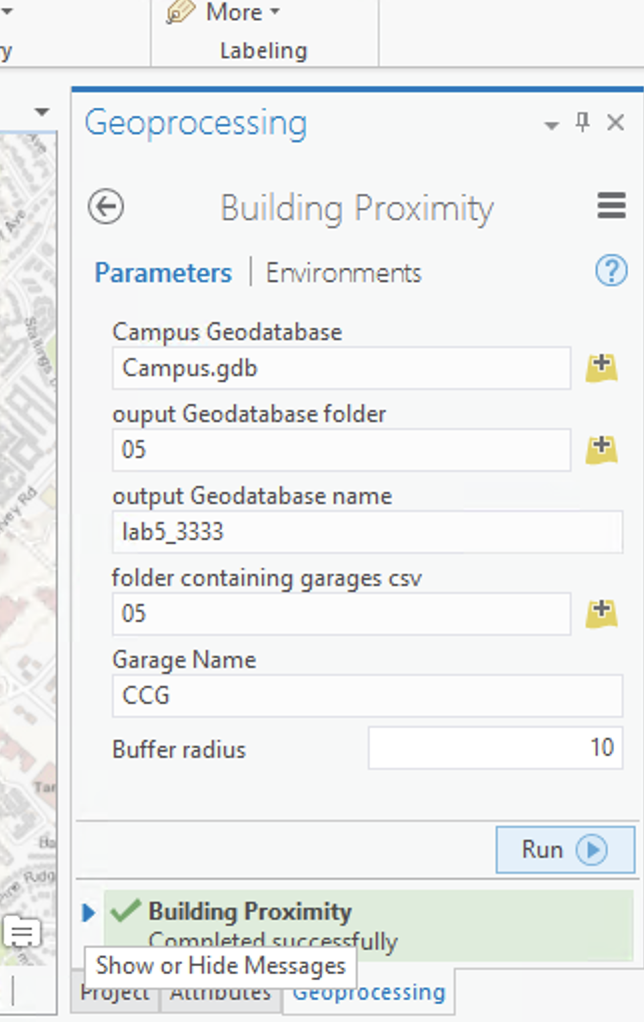 More
Labeling
Geoprocessing
Building Proximity
Parameters | Environments
?
Campus Geodatabase
Campus.gdb
ouput Geodatabase folder
05
output Geodatabase name
lab5_3333
folder containing garages csv
05
Garage Name
CCG
Buffer radius
10
Run
Building Proximity
Completed successfully
Show or Hide Messages
Project Attributes Geoprocessing